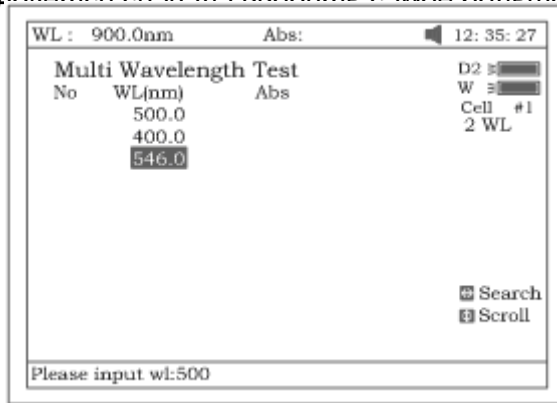 WL : 900.0nm Abs: 12: 35: 27
Multi Wavelength Test
No WL(nm) Abs
500.0
400.0
546.0
D2
W
Cell #1
2 WL
Search
Scroll
Please input wl:500